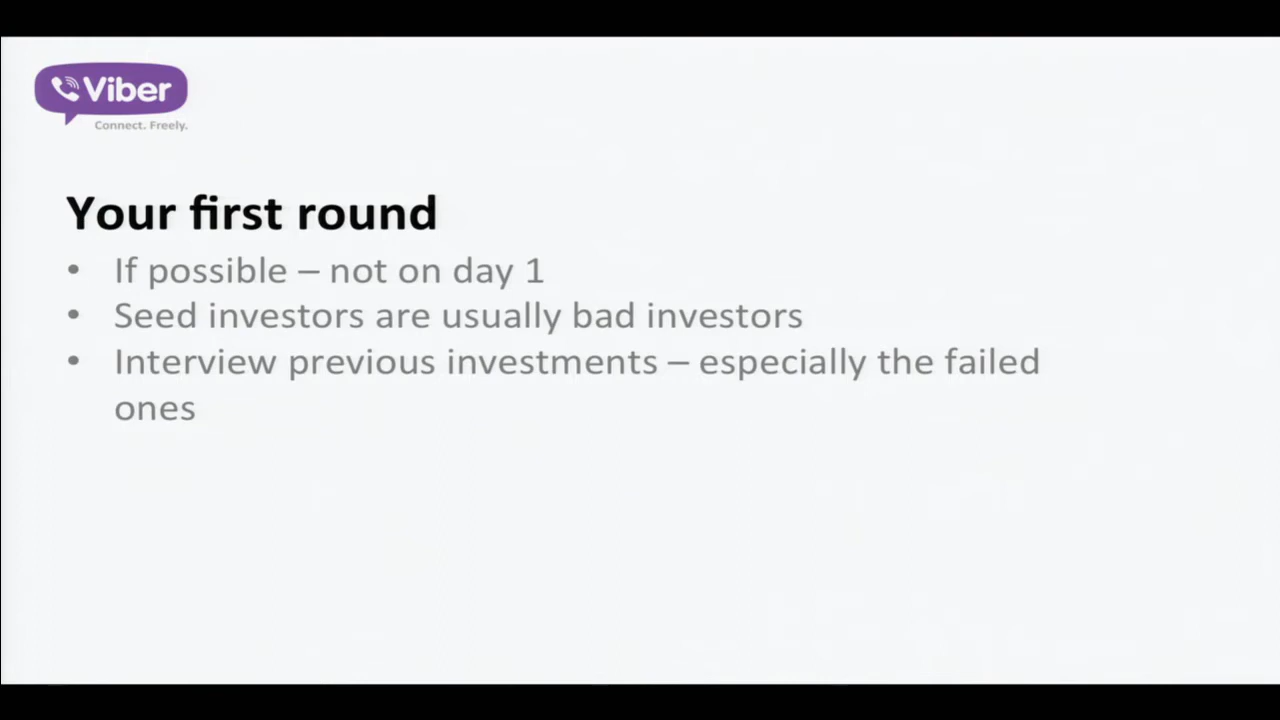 Viber
Connect. Freely.
Your first round
• If possible – not on day 1
• Seed investors are usually bad investors
• Interview previous investments – especially the failed
ones